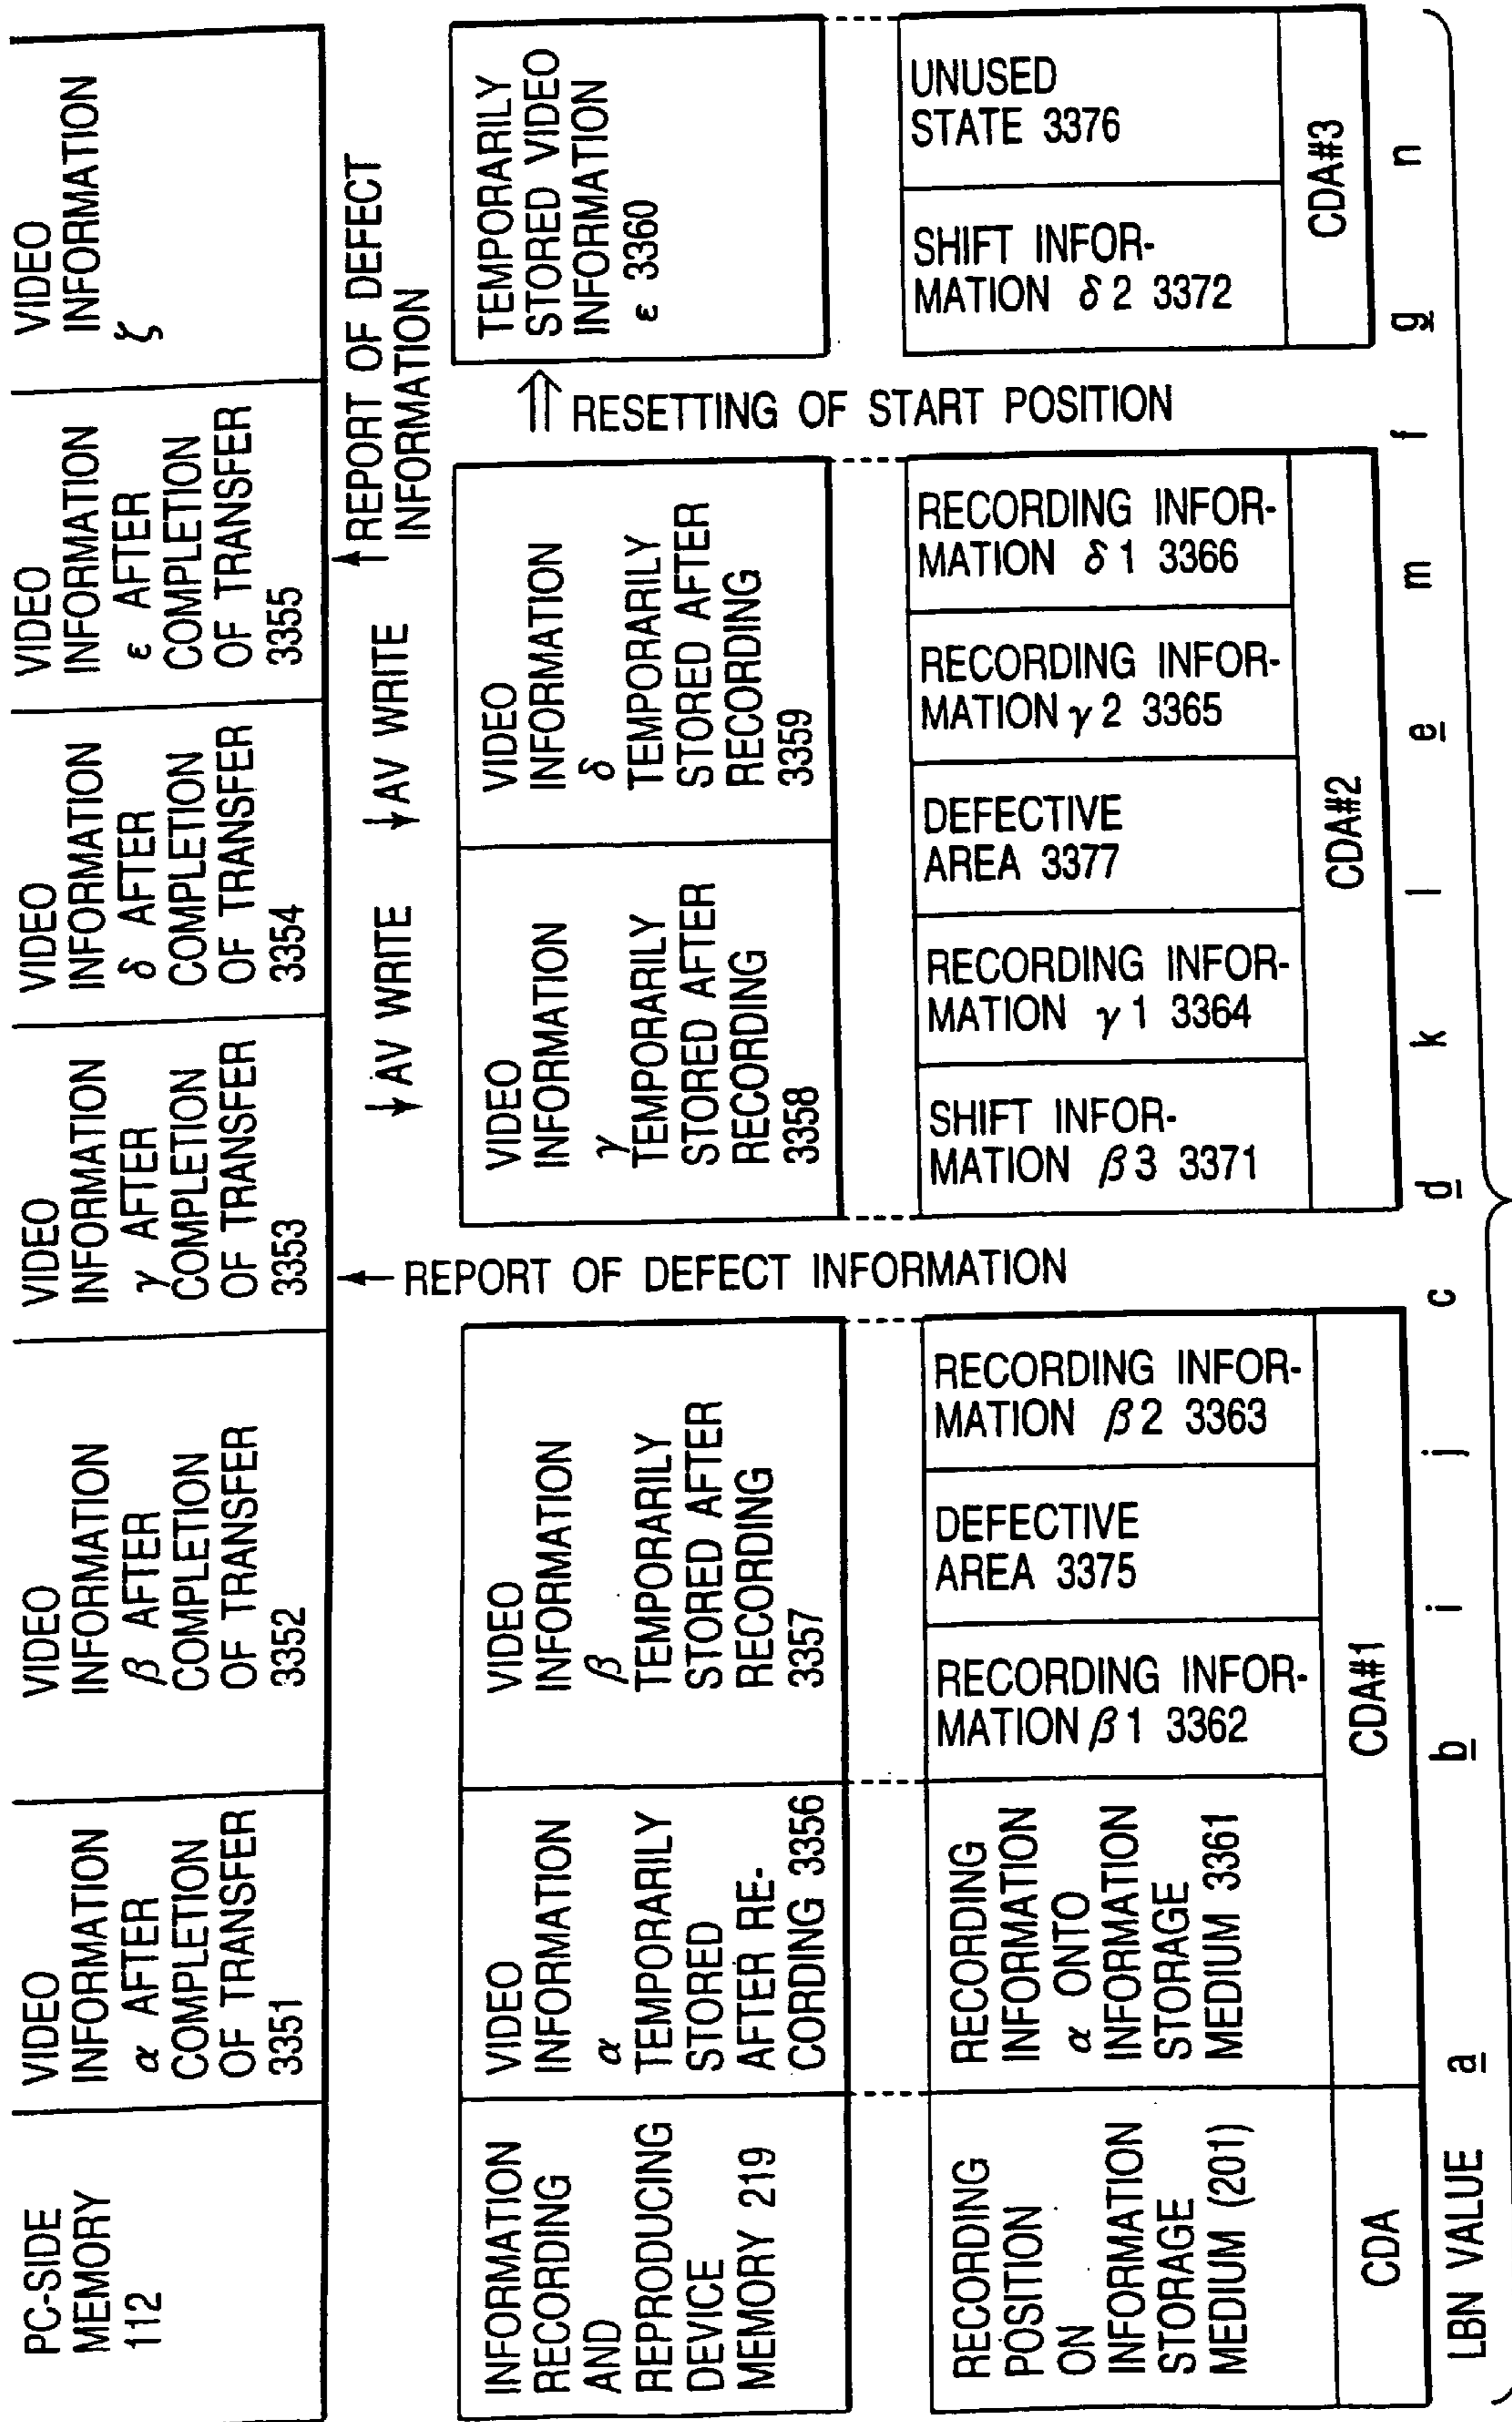 PC-SIDE
MEMORY
112
VIDEO
INFORMATION
α AFTER
COMPLETION
OF TRANSFER
3351
VIDEO
INFORMATION
β AFTER
COMPLETION
OF TRANSFER
3352
VIDEO
INFORMATION
γ AFTER
COMPLETION
OF TRANSFER
3353
VIDEO
INFORMATION
δ AFTER
COMPLETION
OF TRANSFER
3354
VIDEO
INFORMATION
ε AFTER
COMPLETION
OF TRANSFER
3355
VIDEO
INFORMATION
ζ
←REPORT OF DEFECT INFORMATION
↓AV WRITE
↓AV WRITE
↑REPORT OF DEFECT
INFORMATION
INFORMATION
RECORDING
AND
REPRODUCING
DEVICE
MEMORY 219
VIDEO
INFORMATION
α
TEMPORARILY
STORED
AFTER RE-
CORDING 3356
VIDEO
INFORMATION
β
TEMPORARILY
STORED AFTER
RECORDING
3357
VIDEO
INFORMATION
γ
TEMPORARILY
STORED AFTER
RECORDING
3358
VIDEO
INFORMATION
δ
TEMPORARILY
STORED AFTER
RECORDING
3359
⇒ RESETTING OF START POSITION
TEMPORARILY
STORED VIDEO
INFORMATION
ε 3360
RECORDING
POSITION
ON
INFORMATION
STORAGE
MEDIUM (201)
RECORDING
INFORMATION
α ONTO
INFORMATION
STORAGE
MEDIUM 3361
RECORDING INFOR-
MATION β1 3362
DEFECTIVE
AREA 3375
RECORDING INFOR-
MATION β2 3363
SHIFT INFOR-
MATION β3 3371
RECORDING INFOR-
MATION γ1 3364
DEFECTIVE
AREA 3377
RECORDING INFOR-
MATION γ2 3365
RECORDING INFOR-
MATION δ1 3366
SHIFT INFOR-
MATION δ2 3372
UNUSED
STATE 3376
CDA CDA#1 CDA#2 CDA#3
LBN VALUE a b i j c d k l e m f g n